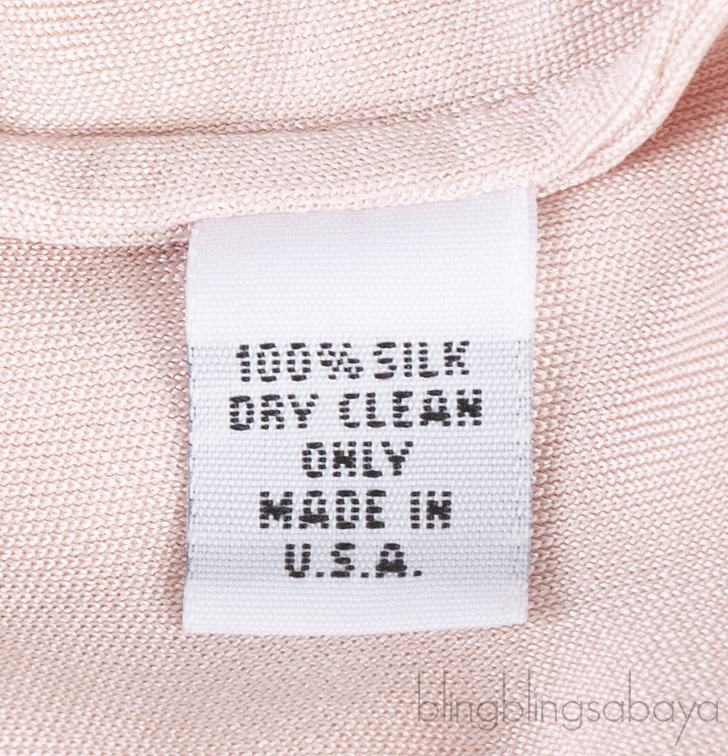 100% SILK
DRY CLEAN
ONLY
MADE IN
U.S.A.
blingblingsabaya